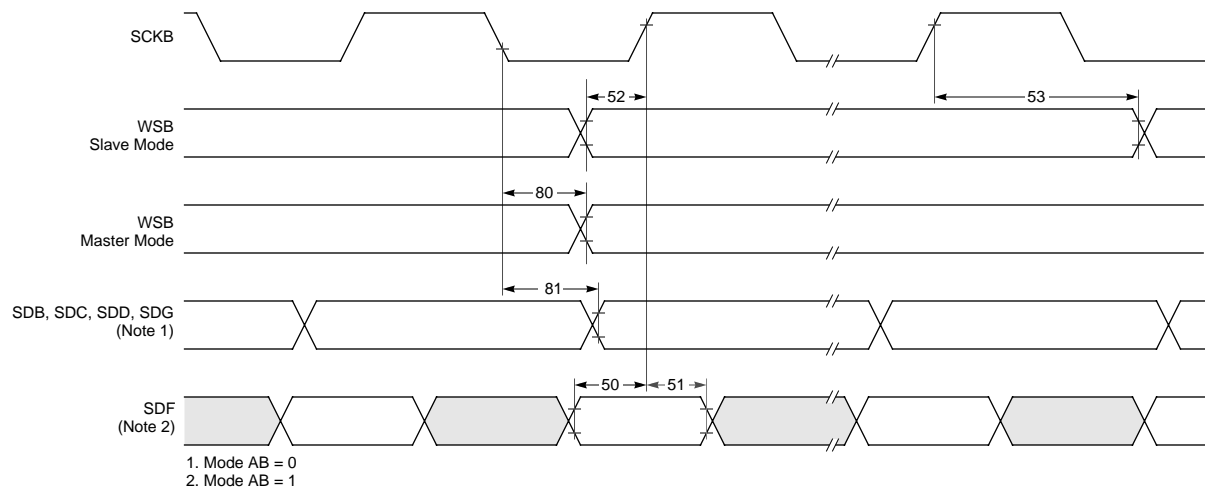 SCKB
52
53
WSB
Slave Mode
80
WSB
Master Mode
81
SDB, SDC, SDD, SDG
(Note 1)
50
51
SDF
(Note 2)
1. Mode AB = 0
2. Mode AB = 1